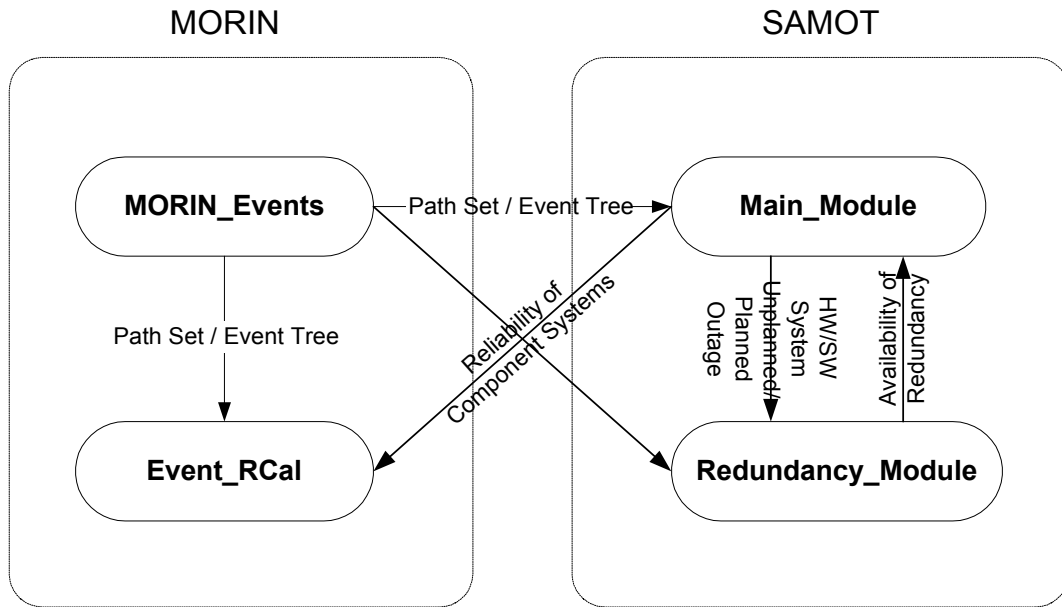 MORIN
SAMOT
MORIN_Events
Path Set / Event Tree
Main_Module
Path Set / Event Tree
Reliability of
Component Systems
HW/SW
System
Unplanned/
Planned
Outage
Availability of
Redundancy
Event_RCal
Redundancy_Module